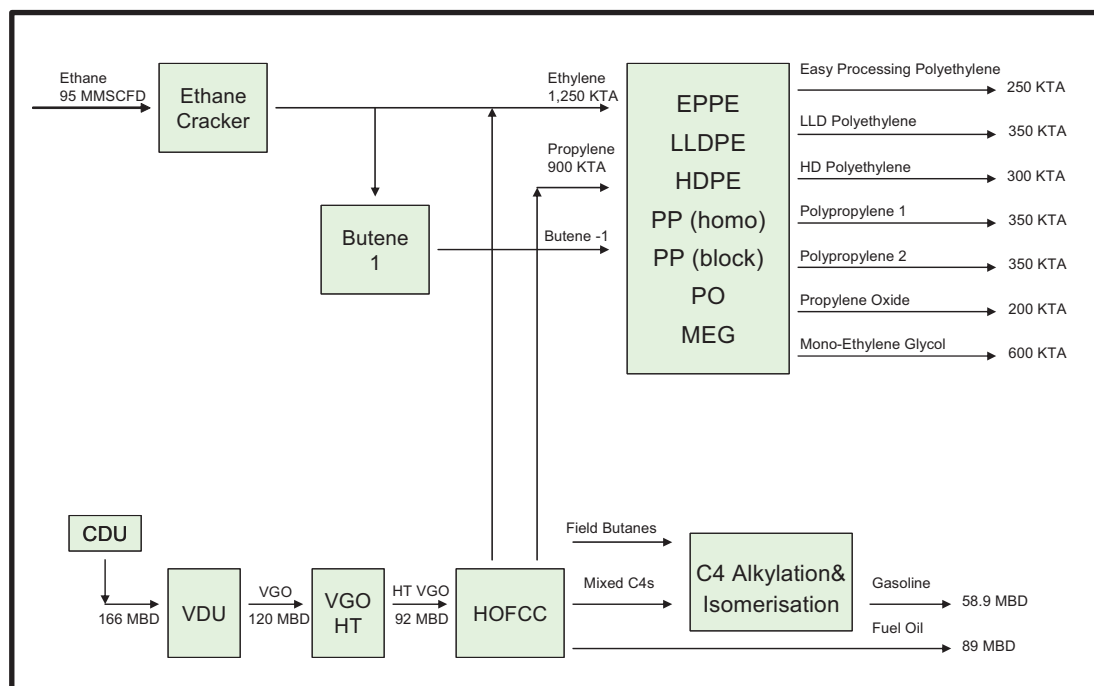 Ethane
95 MMSCFD
Ethane
Cracker
Ethylene
1,250 KTA
Propylene
900 KTA
Butene
1
Butene -1
EPPE
LLDPE
HDPE
PP (homo)
PP (block)
PO
MEG
Easy Processing Polyethylene
250 KTA
LLD Polyethylene
350 KTA
HD Polyethylene
300 KTA
Polypropylene 1
350 KTA
Polypropylene 2
350 KTA
Propylene Oxide
200 KTA
Mono-Ethylene Glycol
600 KTA
CDU
166 MBD
VDU
VGO
120 MBD
VGO
HT
HT VGO
92 MBD
HOFCC
Field Butanes
Mixed C4s
C4 Alkylation&
Isomerisation
Gasoline
58.9 MBD
Fuel Oil
89 MBD